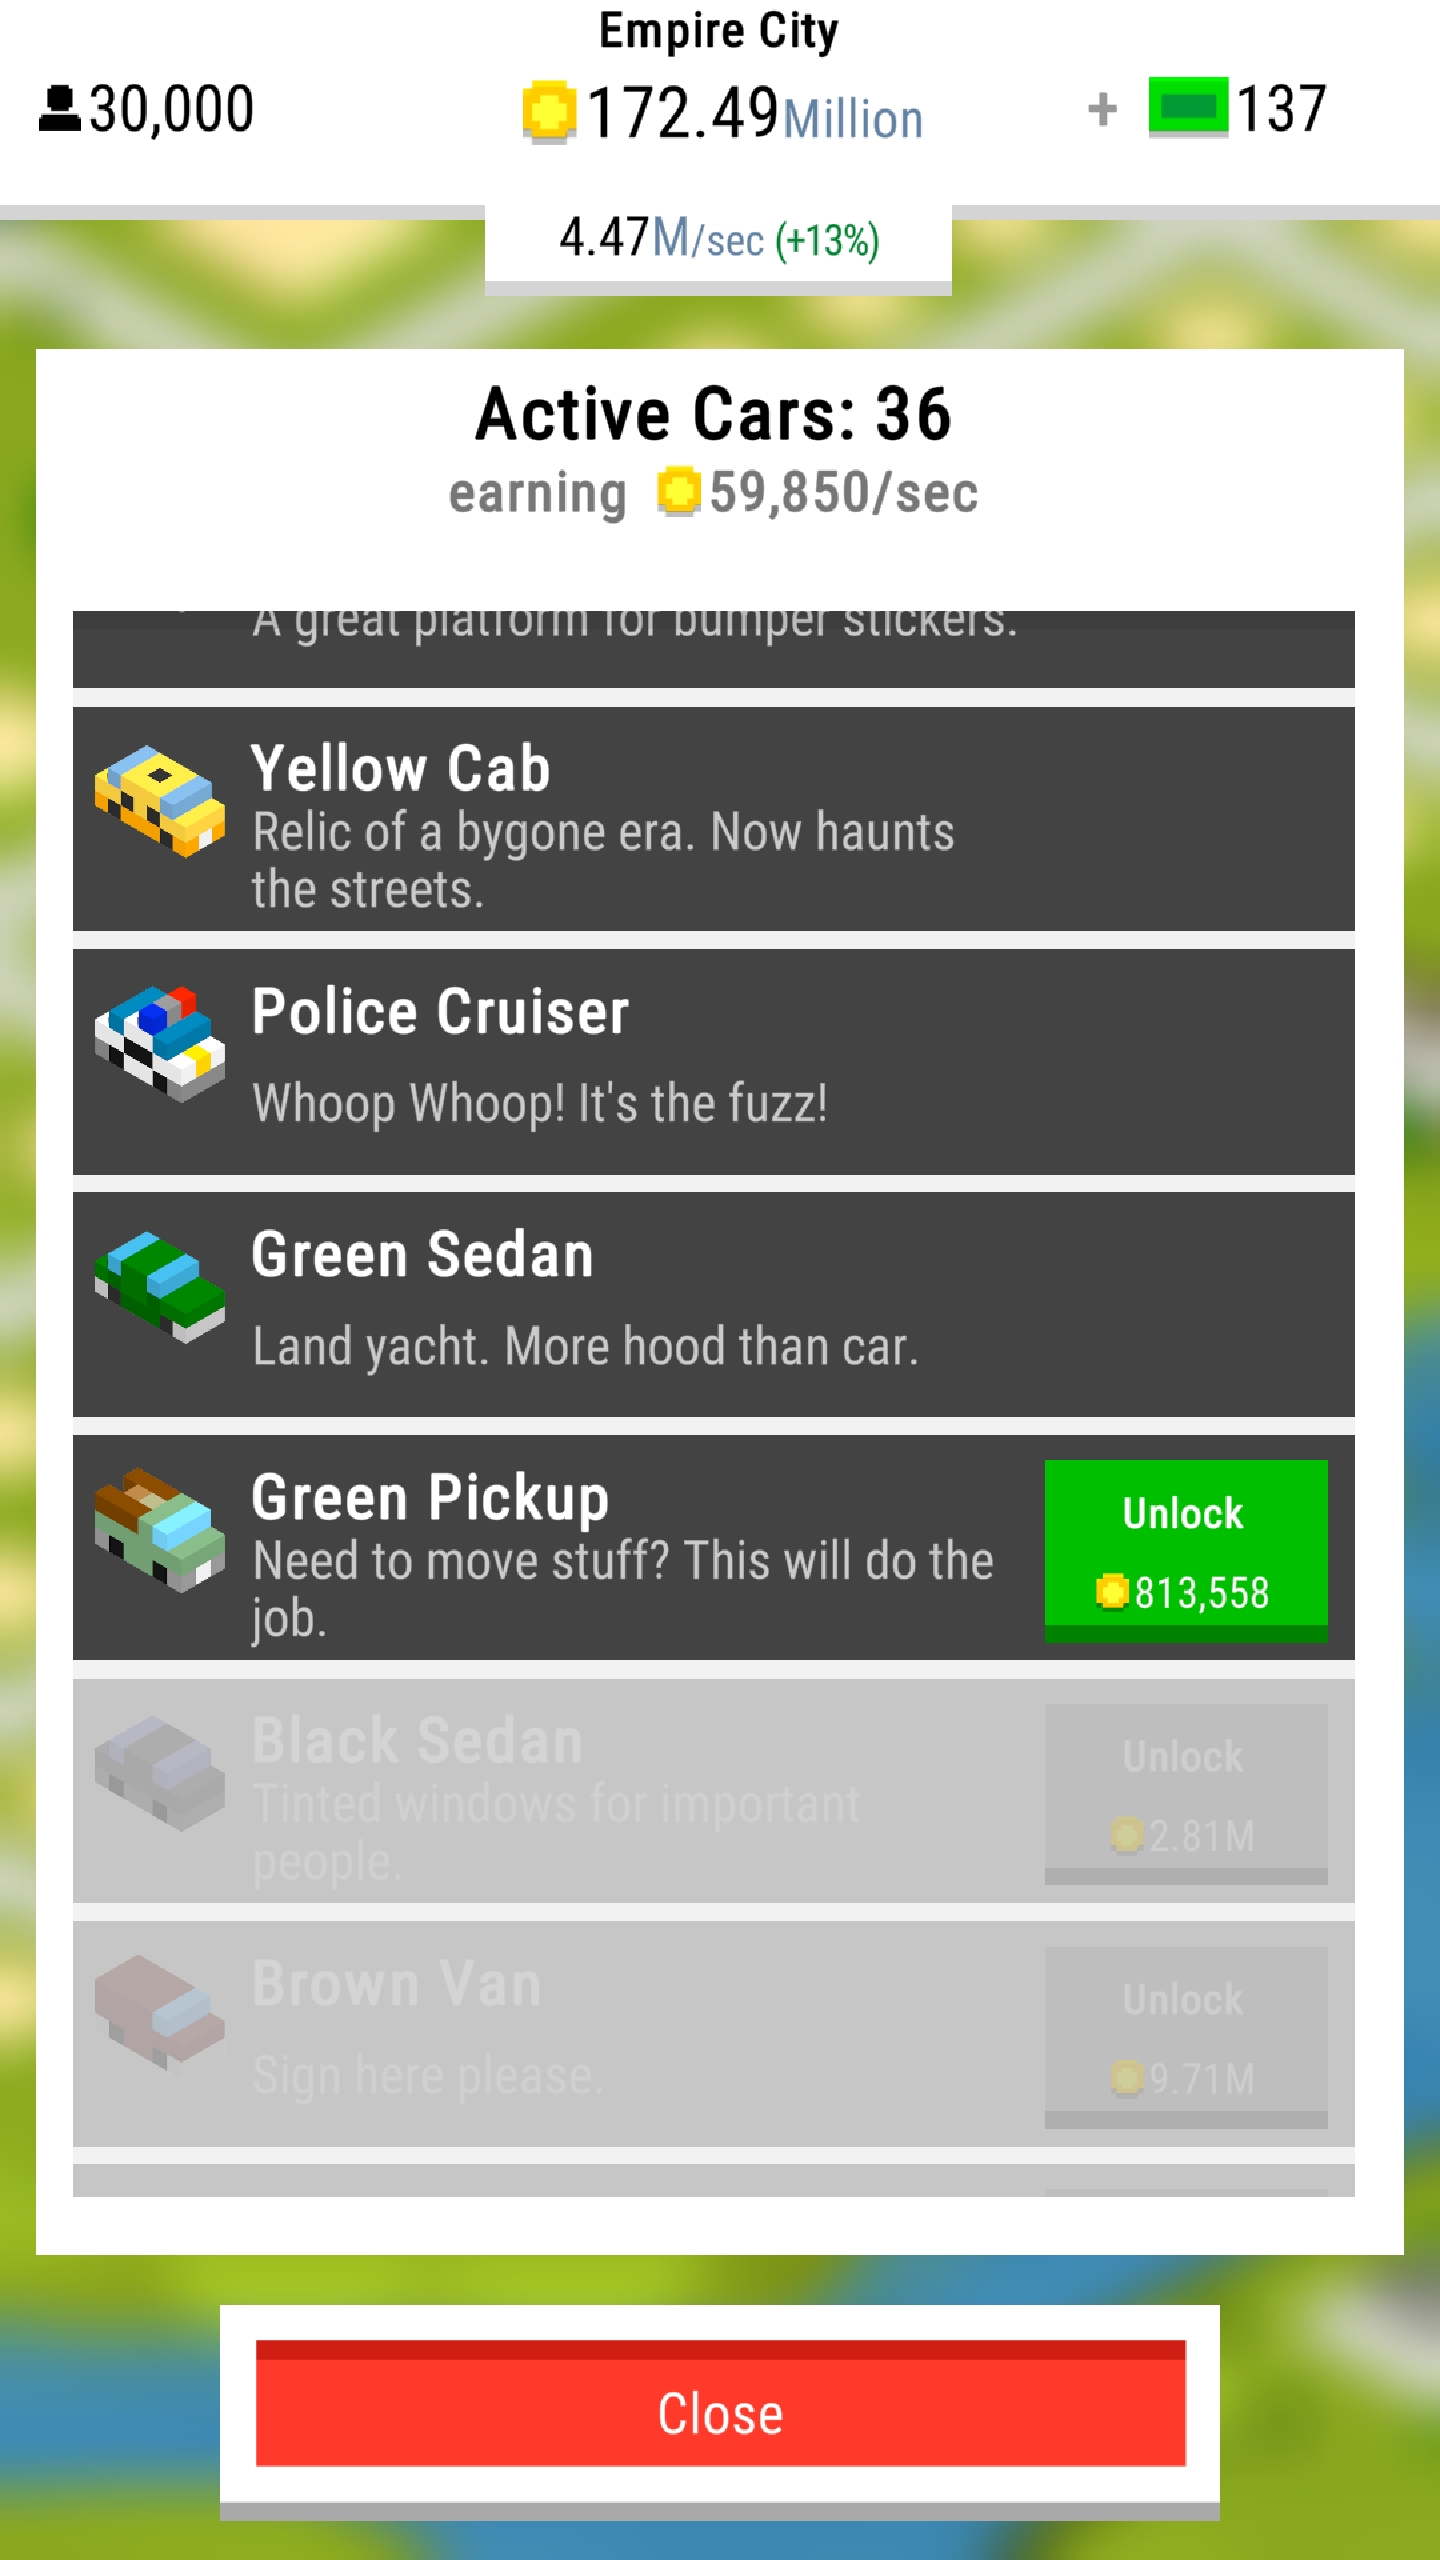 Empire City
30,000
172.49Million
+ 137
4.47M/sec (+13%)
Active Cars: 36
earning 59,850/sec
A great platform for bumper stickers.
Yellow Cab
Relic of a bygone era. Now haunts
the streets.
Police Cruiser
Whoop Whoop! It's the fuzz!
Green Sedan
Land yacht. More hood than car.
Green Pickup
Need to move stuff? This will do the
job.
Unlock
813,558
Black Sedan
Tinted windows for important
people.
Unlock
2.81M
Brown Van
Sign here please.
Unlock
9.71M
Close